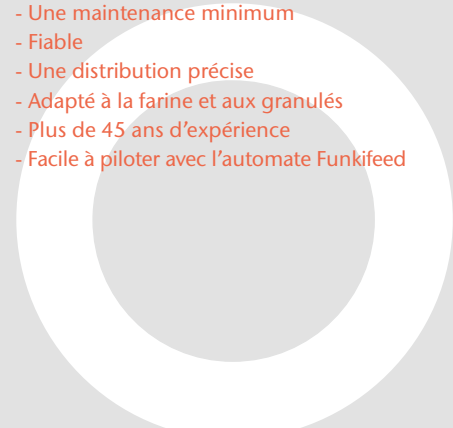 - Une maintenance minimum
- Fiable
- Une distribution précise
- Adapté à la farine et aux granulés
- Plus de 45 ans d’expérience
- Facile à piloter avec l’automate Funkifeed